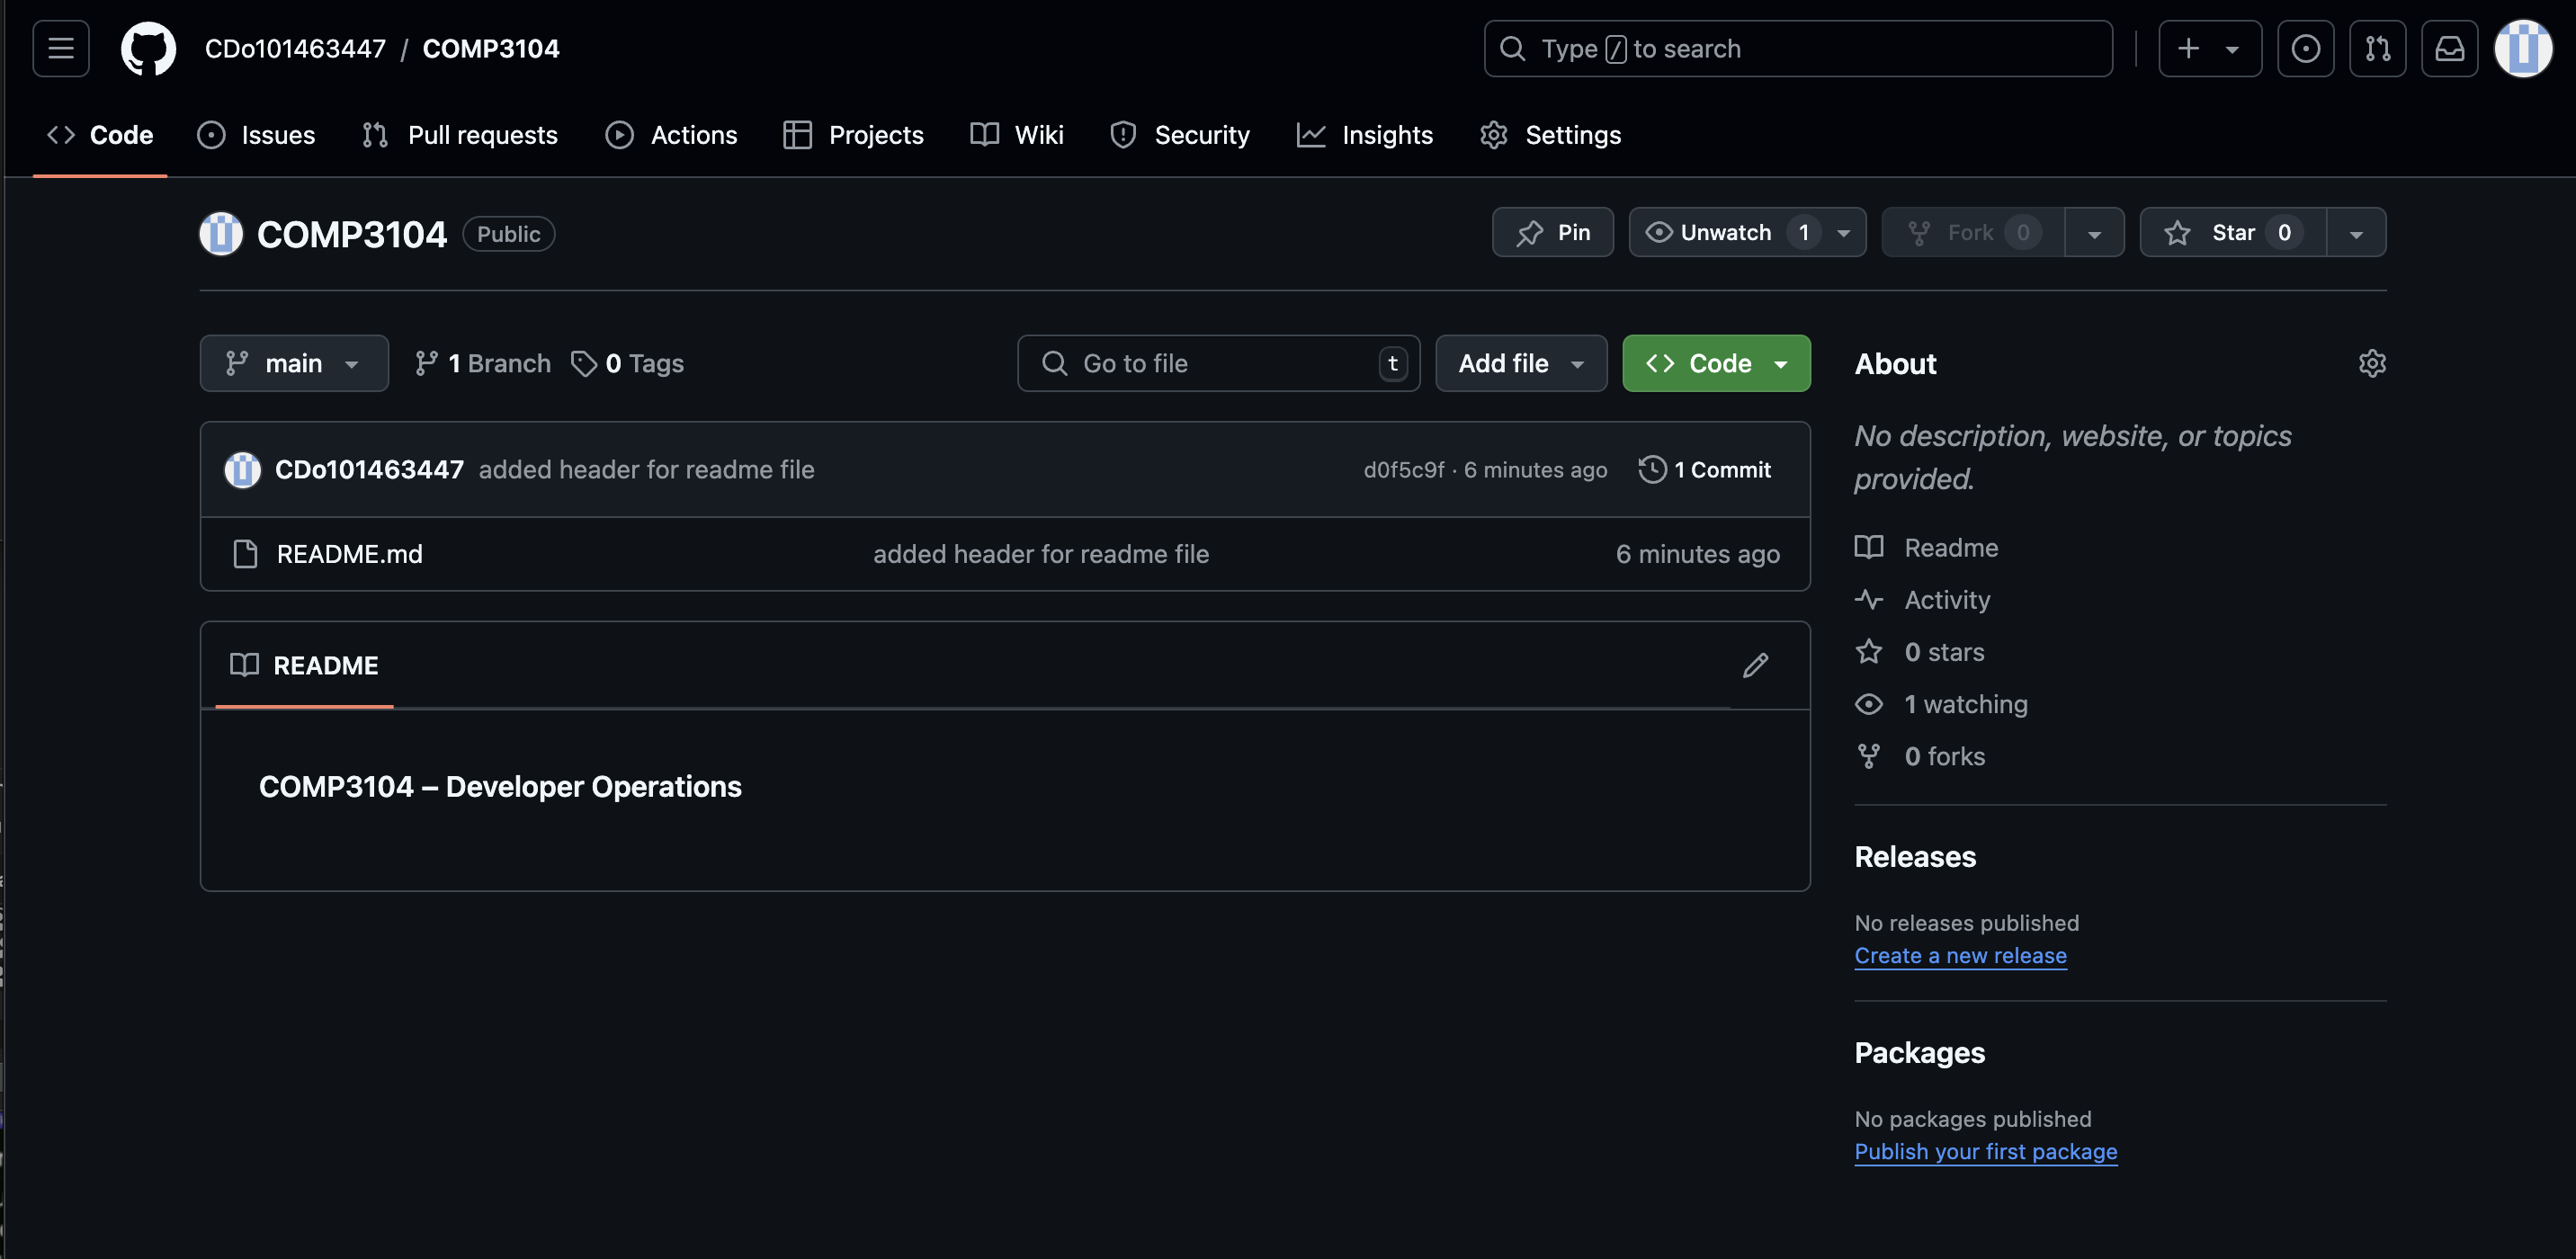 CDo101463447 / COMP3104
Type / to search
Code Issues Pull requests Actions Projects Wiki Security Insights Settings
COMP3104 Public
Pin Unwatch 1 Fork 0 Star 0
main 1 Branch 0 Tags Go to file t Add file Code
CDo101463447 added header for readme file d0f5c9f · 6 minutes ago 1 Commit
README.md added header for readme file 6 minutes ago
README
COMP3104 – Developer Operations
About
No description, website, or topics
provided.
Readme
Activity
0 stars
1 watching
0 forks
Releases
No releases published
Create a new release
Packages
No packages published
Publish your first package